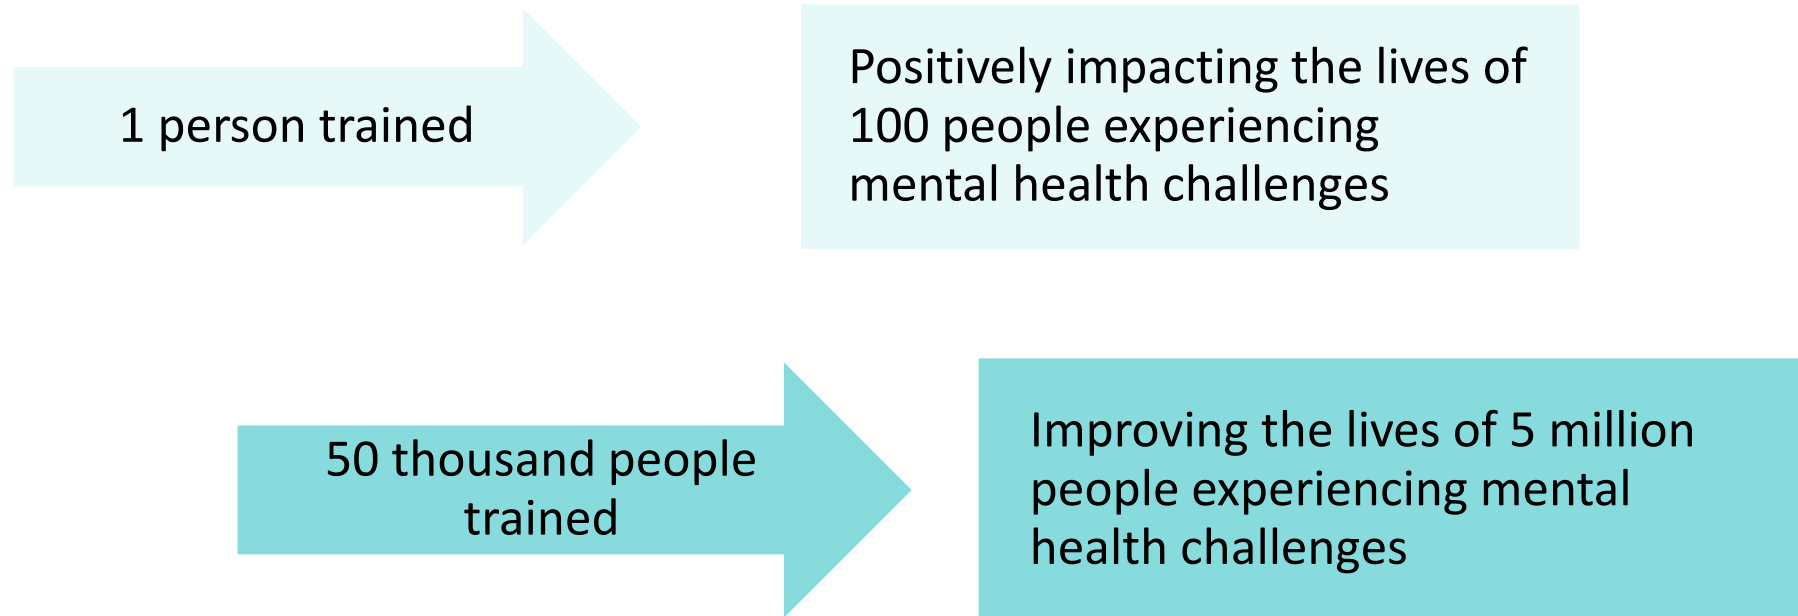 1 person trained
Positively impacting the lives of
100 people experiencing
mental health challenges
50 thousand people
trained
Improving the lives of 5 million
people experiencing mental
health challenges